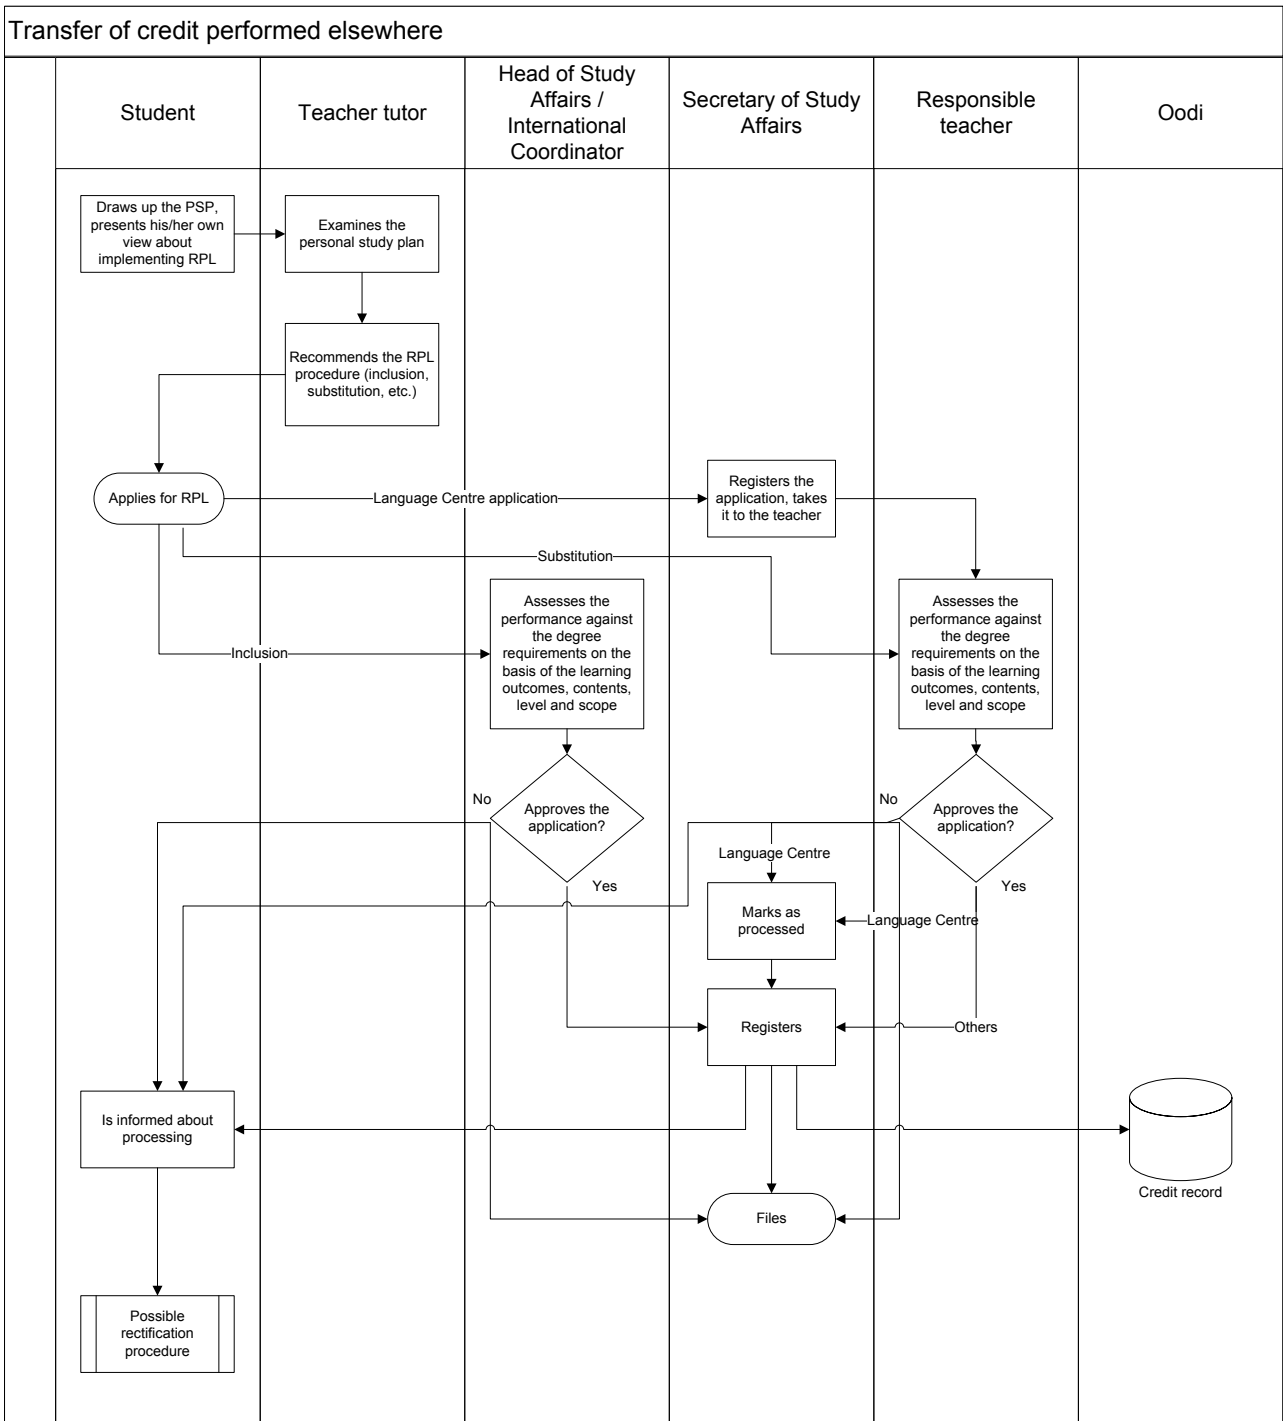 Transfer of credit performed elsewhere
Student
Teacher tutor
Head of Study
Affairs /
International
Coordinator
Secretary of Study
Affairs
Responsible
teacher
Oodi
Draws up the PSP,
presents his/her own
view about
implementing RPL
Examines the
personal study plan
Recommends the RPL
procedure (inclusion,
substitution, etc.)
Applies for RPL
Language Centre application
Registers the
application, takes
it to the teacher
Substitution
Inclusion
Assesses the
performance against
the degree
requirements on the
basis of the learning
outcomes, contents,
level and scope
Assesses the
performance against
the degree
requirements on the
basis of the learning
outcomes, contents,
level and scope
No
Approves the
application?
Yes
No
Approves the
application?
Yes
Language Centre
Marks as
processed
Language Centre
Registers
Others
Is informed about
processing
Credit record
Files
Possible
rectification
procedure